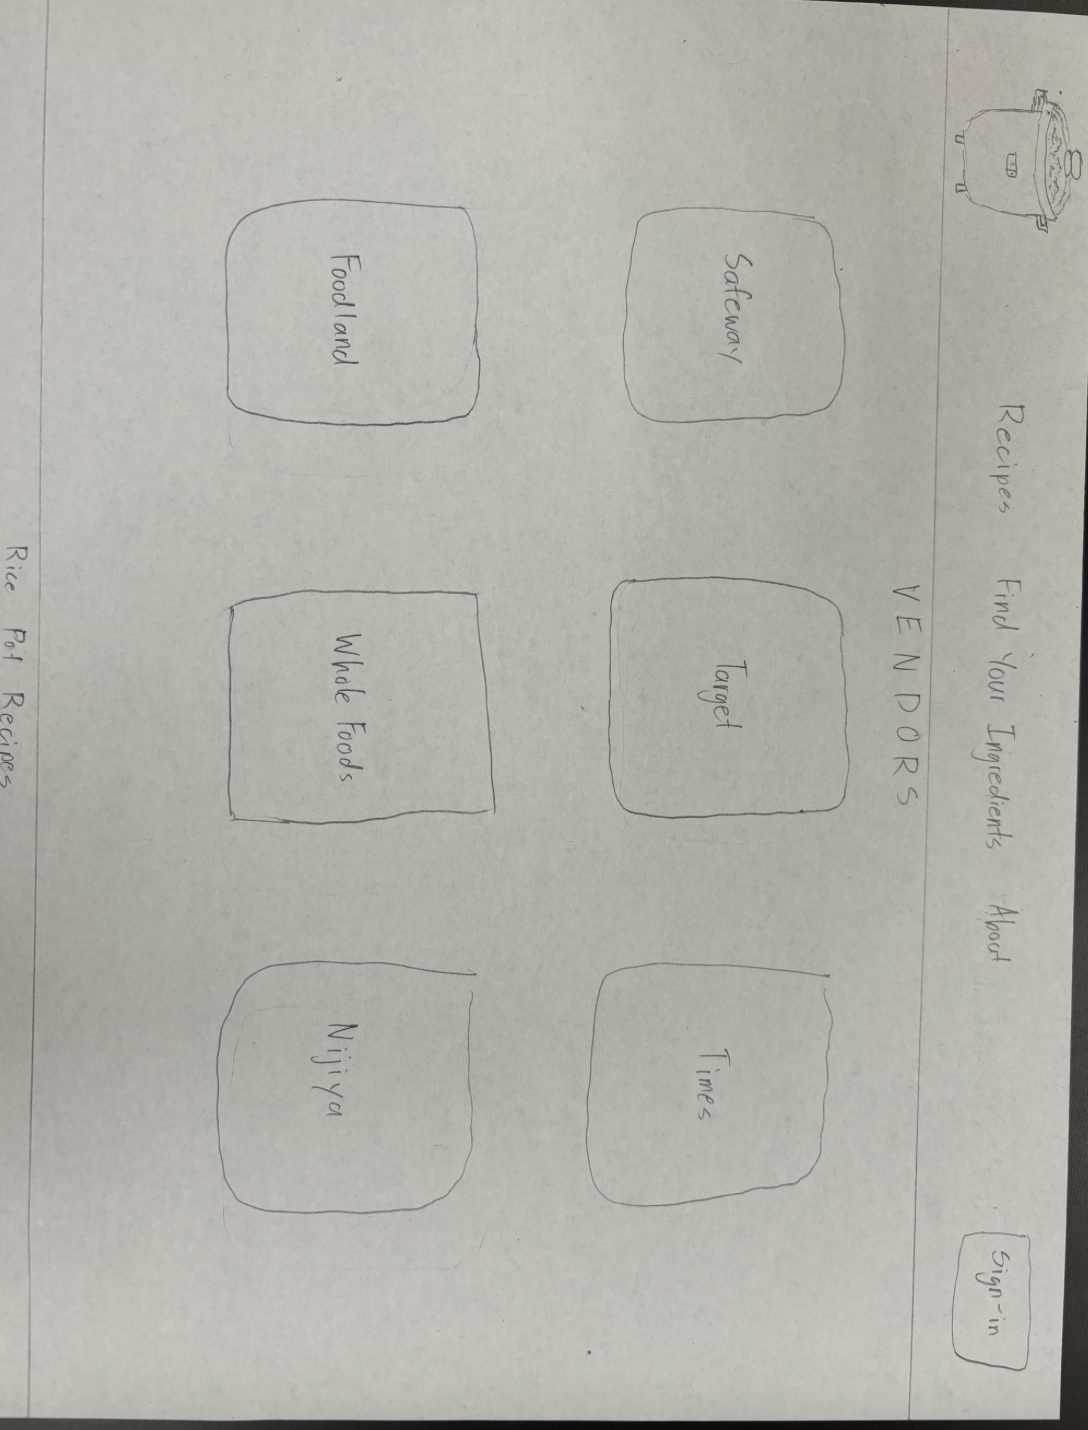 Recipes Find Your Ingredients About Sign-in
VENDORS
Safeway Target Times
Foodland Whole Foods Nijiya
Rice Pot Recipes